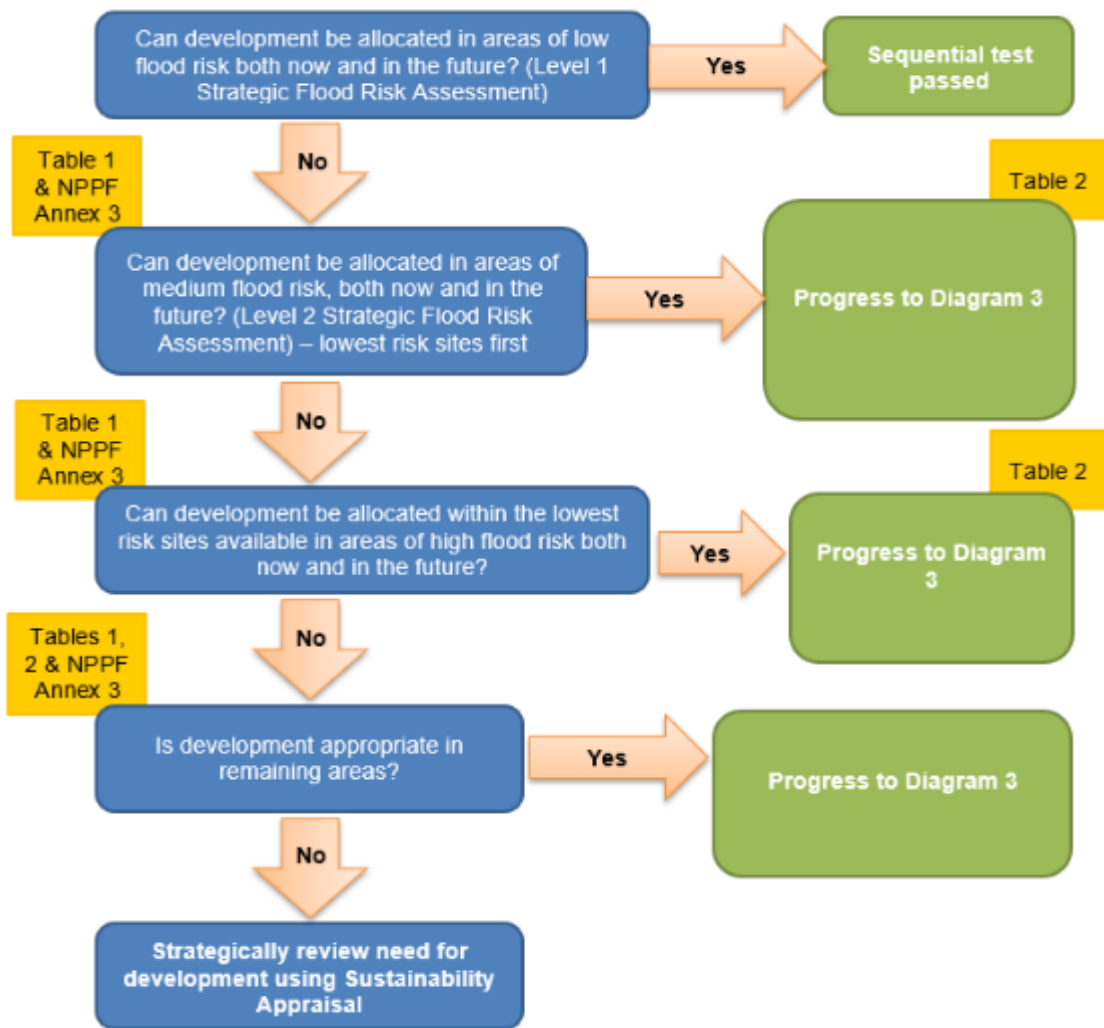 Can development be allocated in areas of low
flood risk both now and in the future? (Level 1
Strategic Flood Risk Assessment)
Yes
Sequential test
passed
No
Table 1
& NPPF
Annex 3
Table 2
Can development be allocated in areas of
medium flood risk, both now and in the
future? (Level 2 Strategic Flood Risk
Assessment) – lowest risk sites first
Yes
Progress to Diagram 3
No
Table 1
& NPPF
Annex 3
Table 2
Can development be allocated within the lowest
risk sites available in areas of high flood risk both
now and in the future?
Yes
Progress to Diagram
3
No
Tables 1,
2 & NPPF
Annex 3
Is development appropriate in
remaining areas?
Yes
Progress to Diagram 3
No
Strategically review need for
development using Sustainability
Appraisal